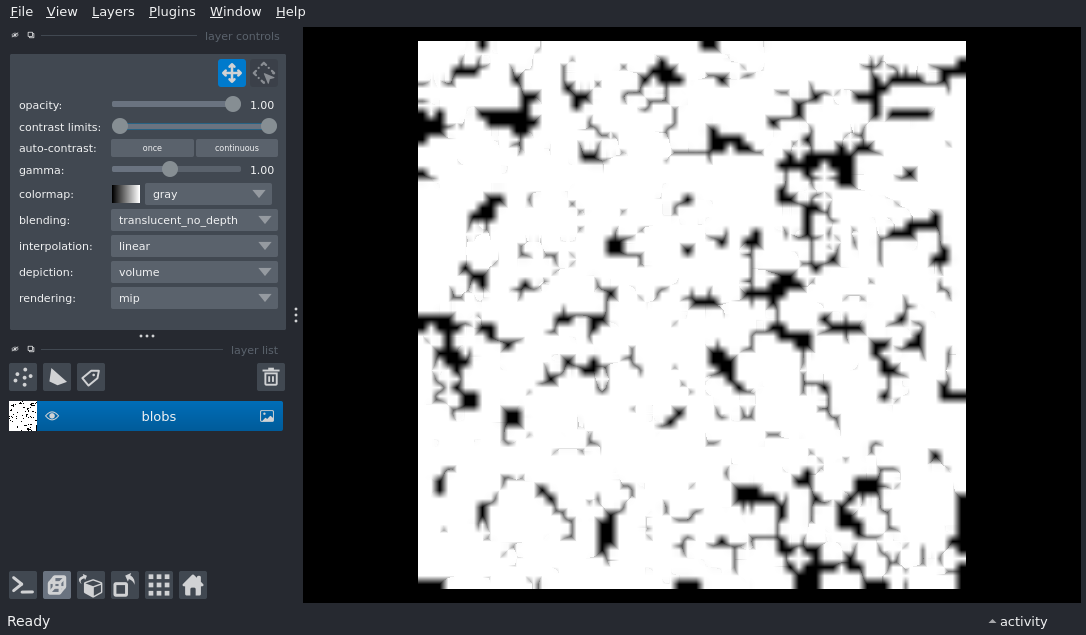 File View Layers Plugins Window Help
layer controls
opacity: 1.00
contrast limits:
auto-contrast: once continuous
gamma: 1.00
colormap: gray
blending: translucent_no_depth
interpolation: linear
depiction: volume
rendering: mip
layer list
blobs
Ready activity